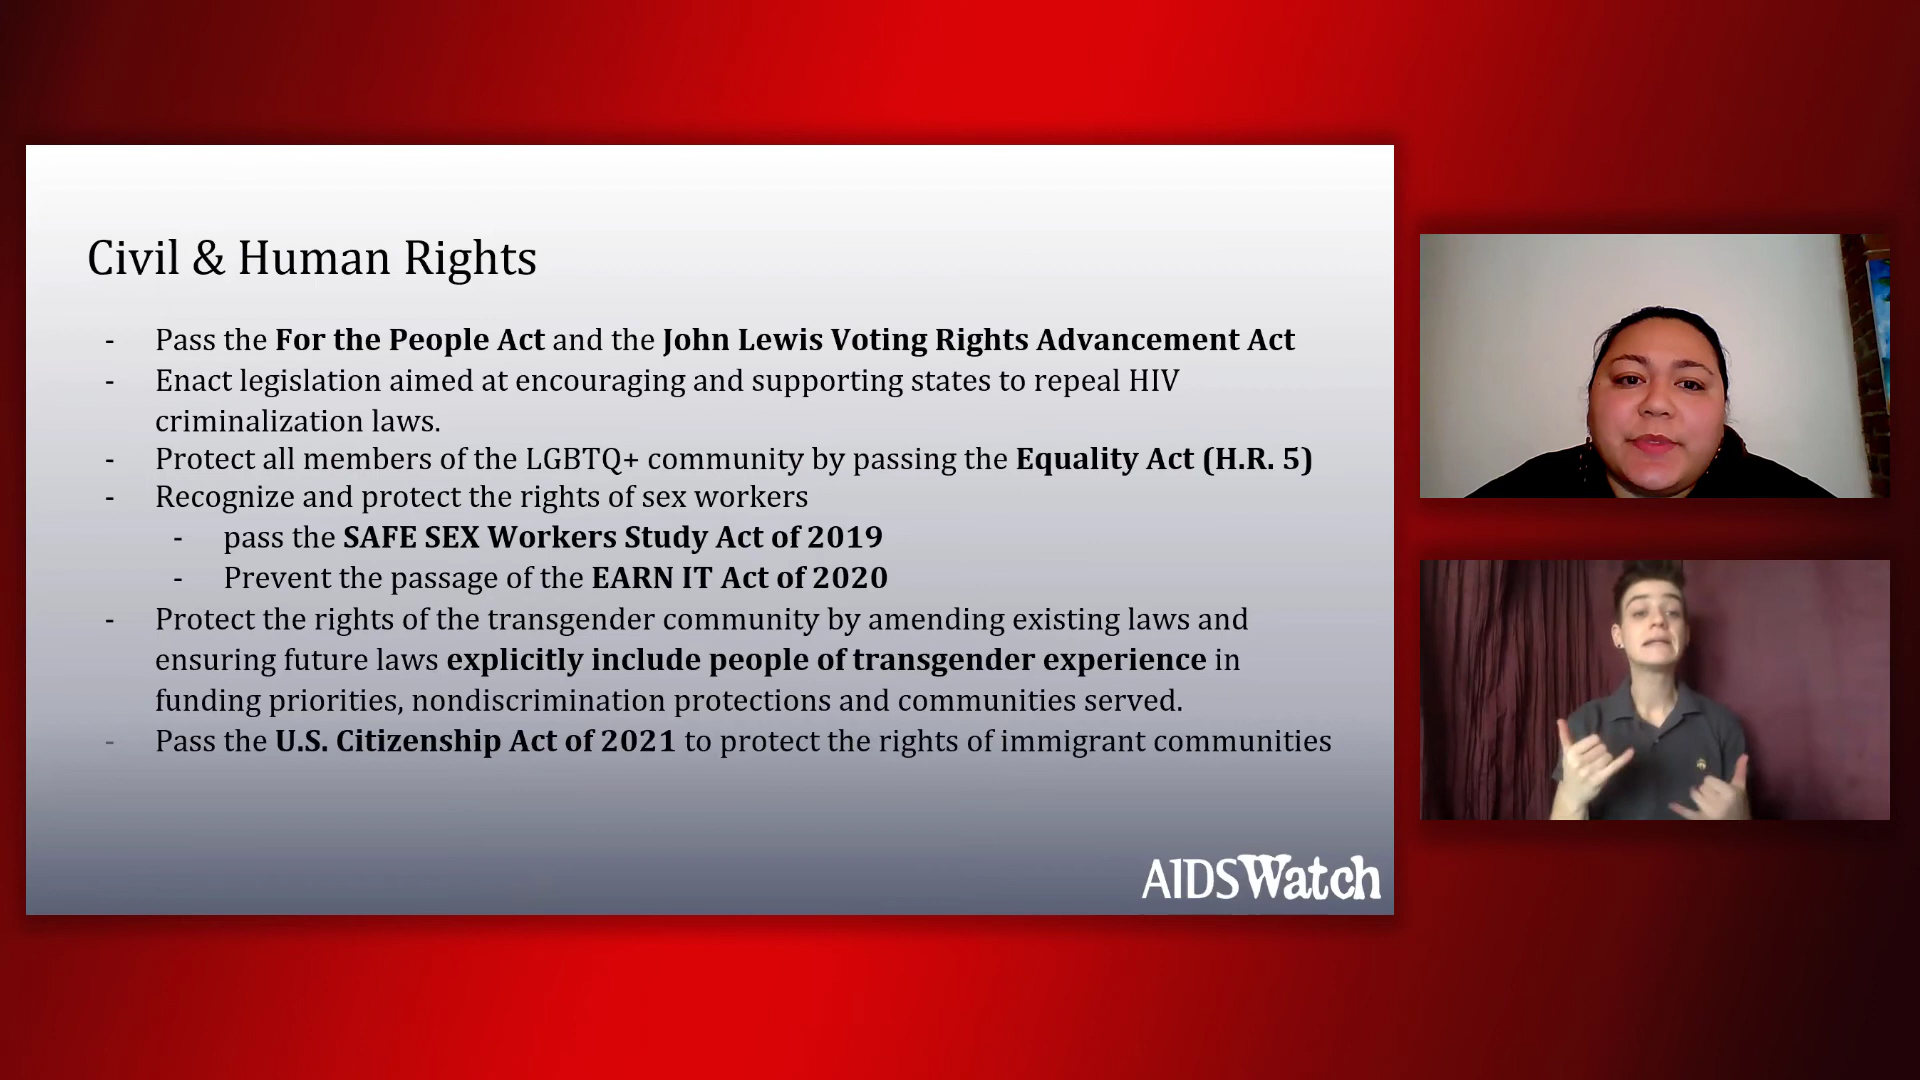 Civil & Human Rights
- Pass the For the People Act and the John Lewis Voting Rights Advancement Act
- Enact legislation aimed at encouraging and supporting states to repeal HIV
criminalization laws.
- Protect all members of the LGBTQ+ community by passing the Equality Act (H.R. 5)
- Recognize and protect the rights of sex workers
- pass the SAFE SEX Workers Study Act of 2019
- Prevent the passage of the EARN IT Act of 2020
- Protect the rights of the transgender community by amending existing laws and
ensuring future laws explicitly include people of transgender experience in
funding priorities, nondiscrimination protections and communities served.
- Pass the U.S. Citizenship Act of 2021 to protect the rights of immigrant communities
AIDSWatch